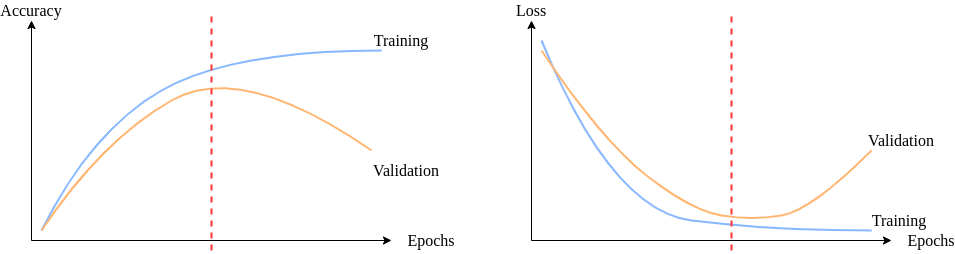 Accuracy
Training
Validation
Epochs
Loss
Validation
Training
Epochs